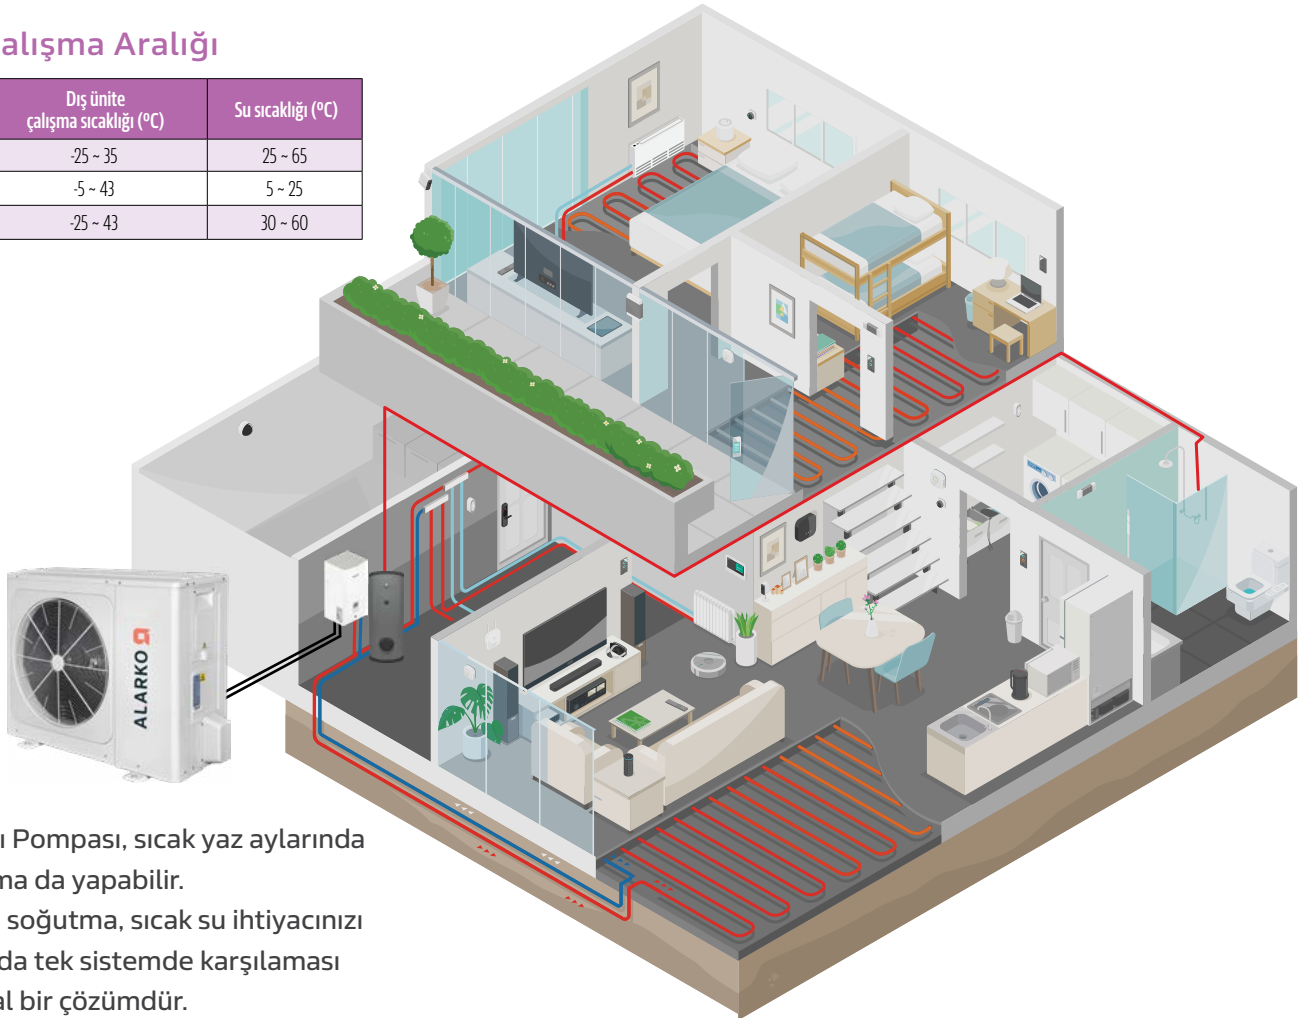 alışma Aralığı
Dış ünite
çalışma sıcaklığı (ºC)
Su sıcaklığı (ºC)
-25 ~ 35
25 ~ 65
-5 ~ 43
5 ~ 25
-25 ~ 43
30 ~ 60
ALARKO
ı Pompası, sıcak yaz aylarında
ma da yapabilir.
soğutma, sıcak su ihtiyacınızı
da tek sistemde karşılaması
al bir çözümdür.